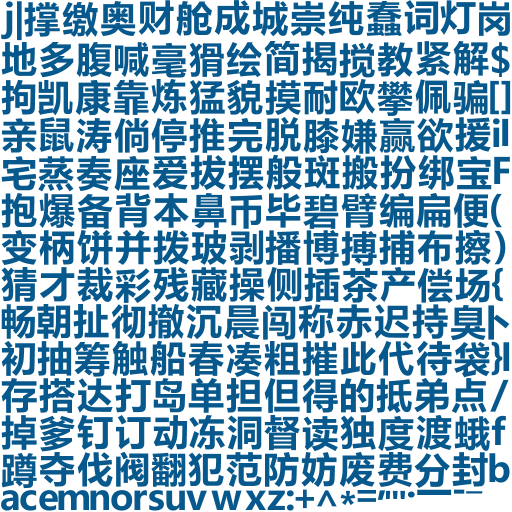 j|撑缴奥财舱成城崇纯蠢词灯岗
地多腹喊毫猾绘简揭搅教紧解$
拘凯康靠炼猛貌摸耐欧攀佩骗[]
亲鼠涛倘停推完脱膝嫌赢欲援il
宅蒸奏座爱拔摆般斑搬扮绑宝F
抱爆备背本鼻币毕碧臂编扁便(
变柄饼并拨玻剥播博搏捕布擦)
猜才裁彩残藏操侧插茶产偿场{
畅朝扯彻撤沉晨闯称赤迟持臭卜
初抽筹触船春凑粗摧此代待袋}I
存搭达打岛单担但得的抵弟点/
掉爹钉订动冻洞督读独度渡蛾f
蹲夺伐阀翻犯范防妨废费分封b
acemnorsuvwxz:+^*="'·一-–